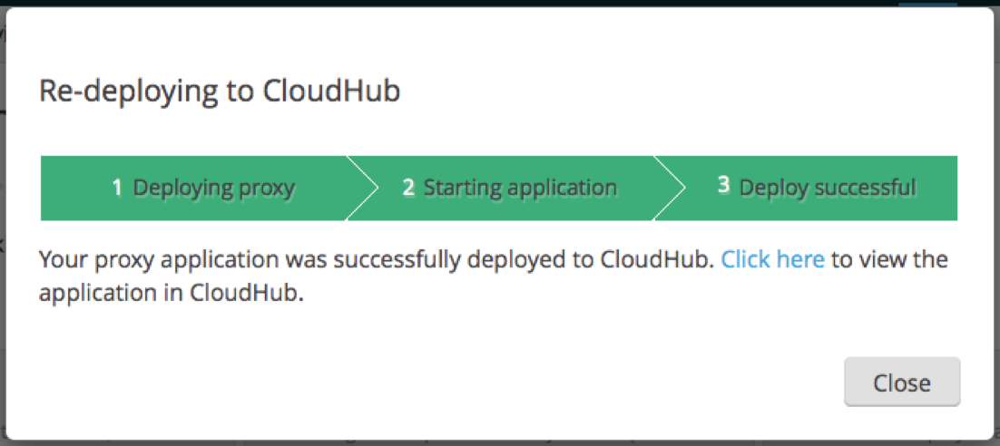 Re-deploying to CloudHub
1 Deploying proxy 2 Starting application 3 Deploy successful
Your proxy application was successfully deployed to CloudHub. Click here to view the
application in CloudHub.
Close